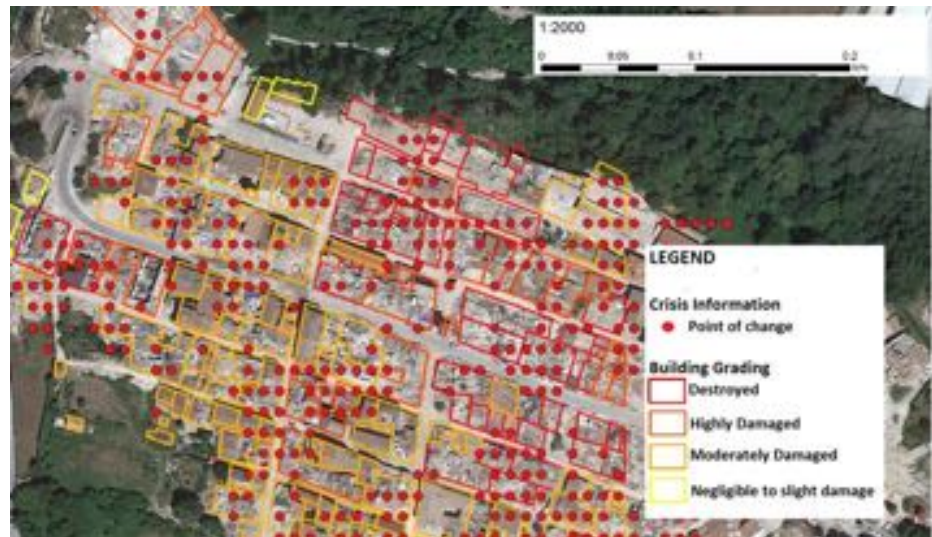 1:2000
0 0.05 0.1 0.2
LEGEND
Crisis Information
Point of change
Building Grading
Destroyed
Highly Damaged
Moderately Damaged
Negligible to slight damage